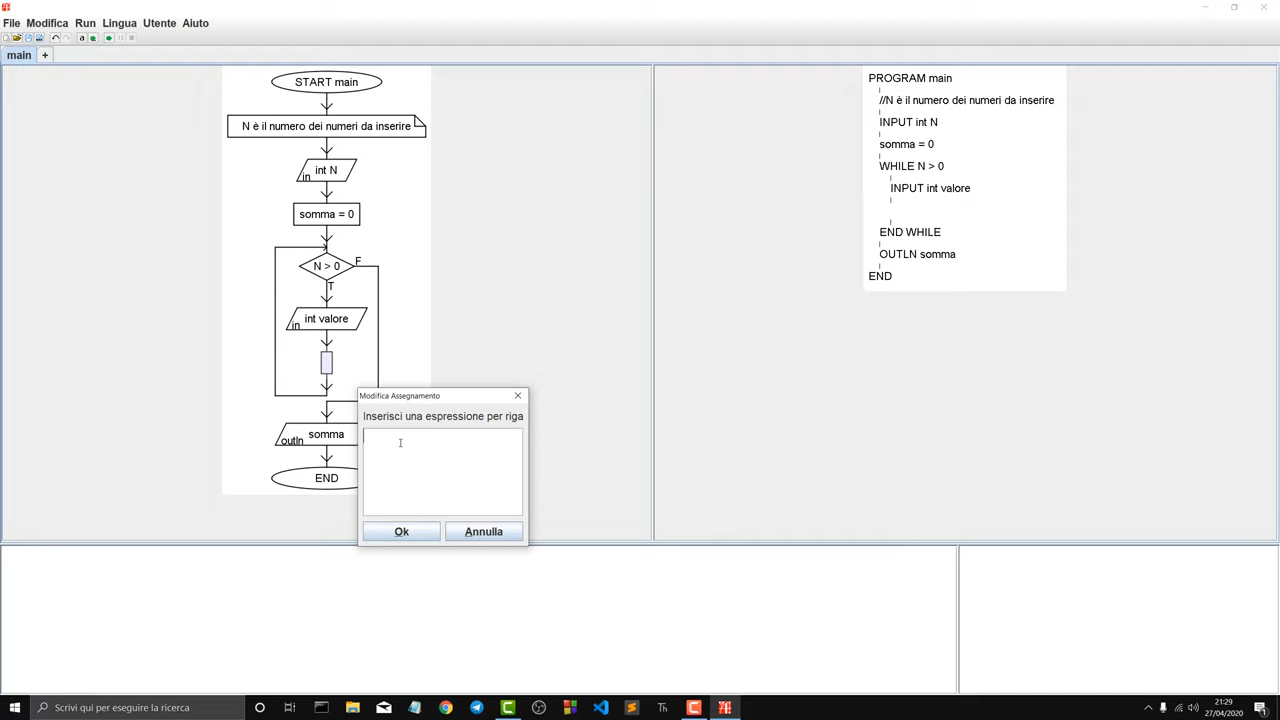 File Modifica Run Lingua Utente Aiuto
a
main +
START main
N è il numero dei numeri da inserire
int N
in
somma = 0
N > 0
F
T
int valore
in
somma
outln
END
PROGRAM main
//N è il numero dei numeri da inserire
INPUT int N
somma = 0
WHILE N > 0
INPUT int valore
END WHILE
OUTLN somma
END
Modifica Assegnamento
Inserisci una espressione per riga
Ok Annulla
Scrivi qui per eseguire la ricerca
Th
21:29
27/04/2020
1